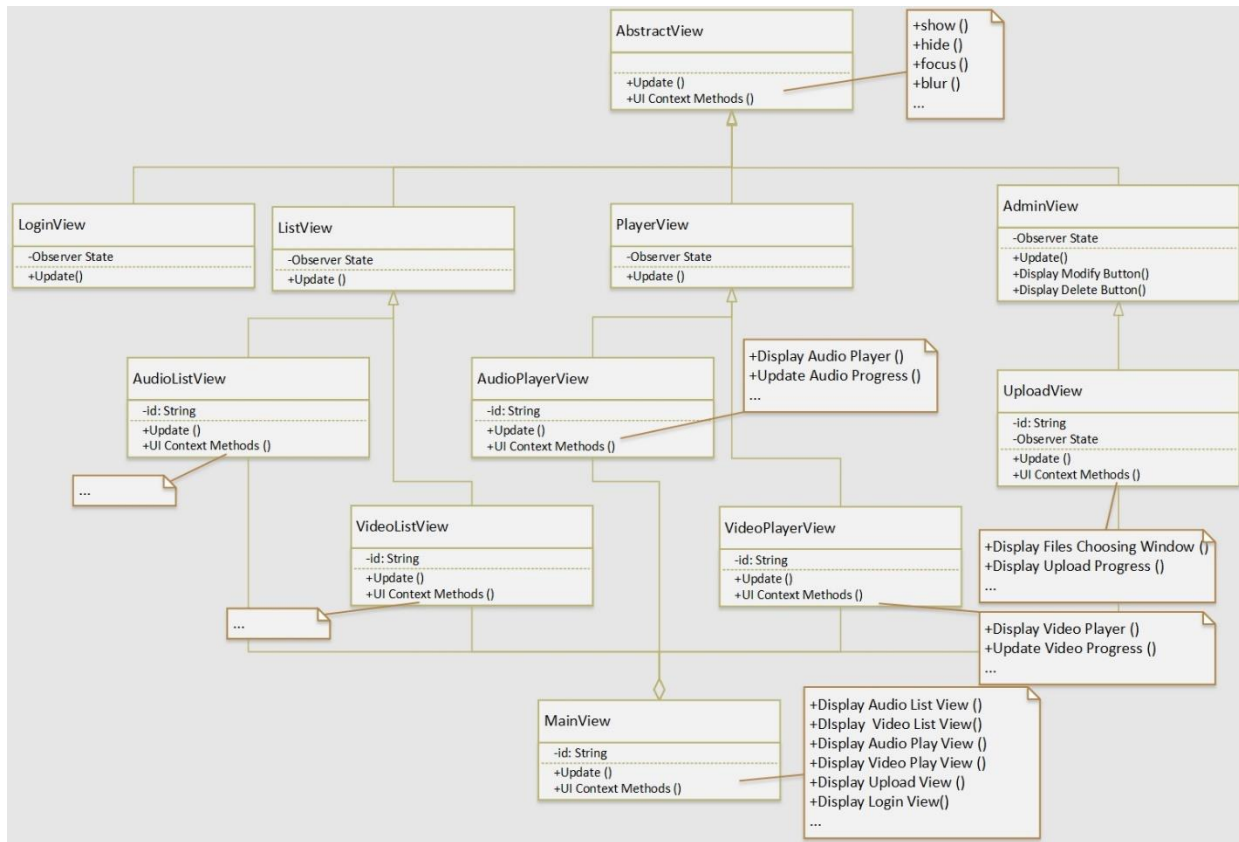 AbstractView
+Update ()
+UI Context Methods ()
+show ()
+hide ()
+focus ()
+blur ()
...
LoginView
-Observer State
+Update()
ListView
-Observer State
+Update ()
PlayerView
-Observer State
+Update ()
AdminView
-Observer State
+Update()
+Display Modify Button()
+Display Delete Button()
AudioListView
-id: String
+Update ()
+UI Context Methods ()
...
AudioPlayerView
-id: String
+Update ()
+UI Context Methods ()
+Display Audio Player ()
+Update Audio Progress ()
...
UploadView
-id: String
-Observer State
+Update ()
+UI Context Methods ()
VideoListView
-id: String
+Update ()
+UI Context Methods ()
...
VideoPlayerView
-id: String
+Update ()
+UI Context Methods ()
+Display Files Choosing Window ()
+Display Upload Progress ()
...
+Display Video Player ()
+Update Video Progress ()
...
MainView
-id: String
+Update ()
+UI Context Methods ()
+Display Audio List View ()
+DIsplay  Video List View()
+Display Audio Play View ()
+Display Video Play View ()
+Display Upload View ()
+Display Login View()
...